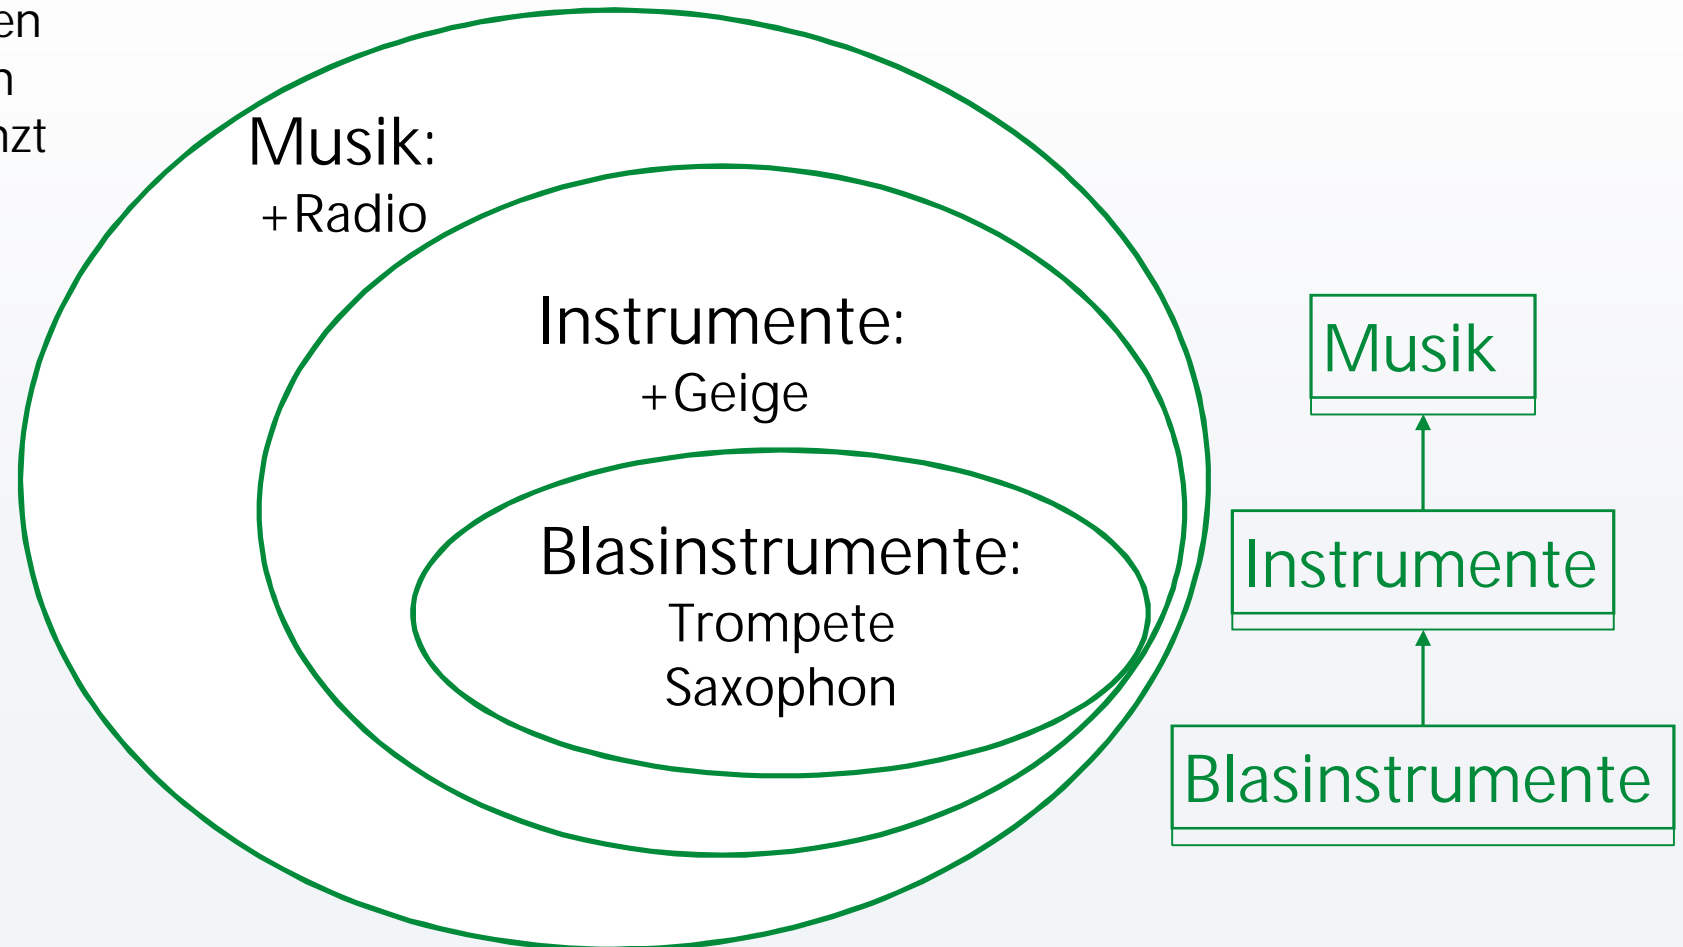 Musik:
+Radio
Instrumente:
+Geige
Blasinstrumente:
Trompete
Saxophon
Musik
Instrumente
Blasinstrumente